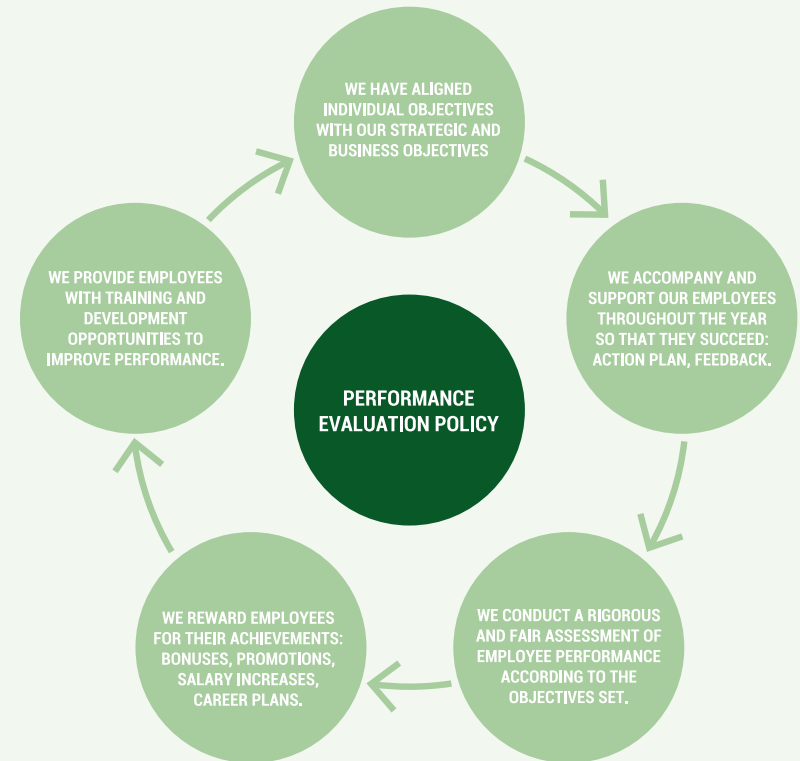 WE HAVE ALIGNED
INDIVIDUAL OBJECTIVES
WITH OUR STRATEGIC AND
BUSINESS OBJECTIVES
WE ACCOMPANY AND
SUPPORT OUR EMPLOYEES
THROUGHOUT THE YEAR
SO THAT THEY SUCCEED:
ACTION PLAN, FEEDBACK.
WE CONDUCT A RIGOROUS
AND FAIR ASSESSMENT OF
EMPLOYEE PERFORMANCE
ACCORDING TO THE
OBJECTIVES SET.
WE REWARD EMPLOYEES
FOR THEIR ACHIEVEMENTS:
BONUSES, PROMOTIONS,
SALARY INCREASES,
CAREER PLANS.
WE PROVIDE EMPLOYEES
WITH TRAINING AND
DEVELOPMENT
OPPORTUNITIES TO
IMPROVE PERFORMANCE.
PERFORMANCE
EVALUATION POLICY